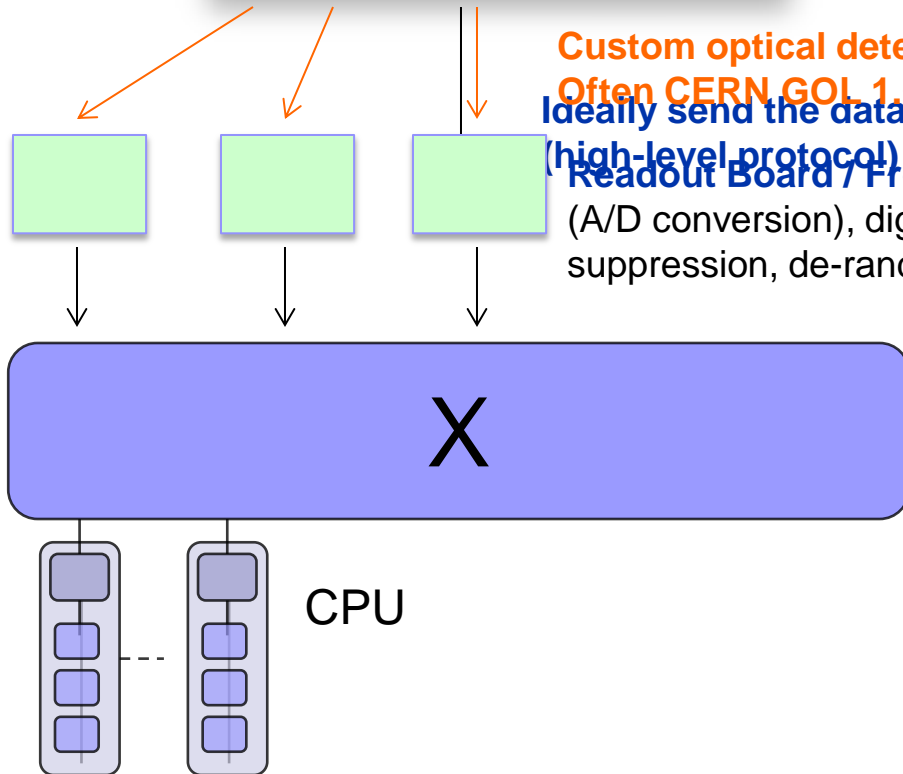 Custom optical dete
Often CERN GOL 1.
Ideally send the data
(high-level protocol)
Readout Board / Fr
(A/D conversion), dig
suppression, de-rand
X
CPU